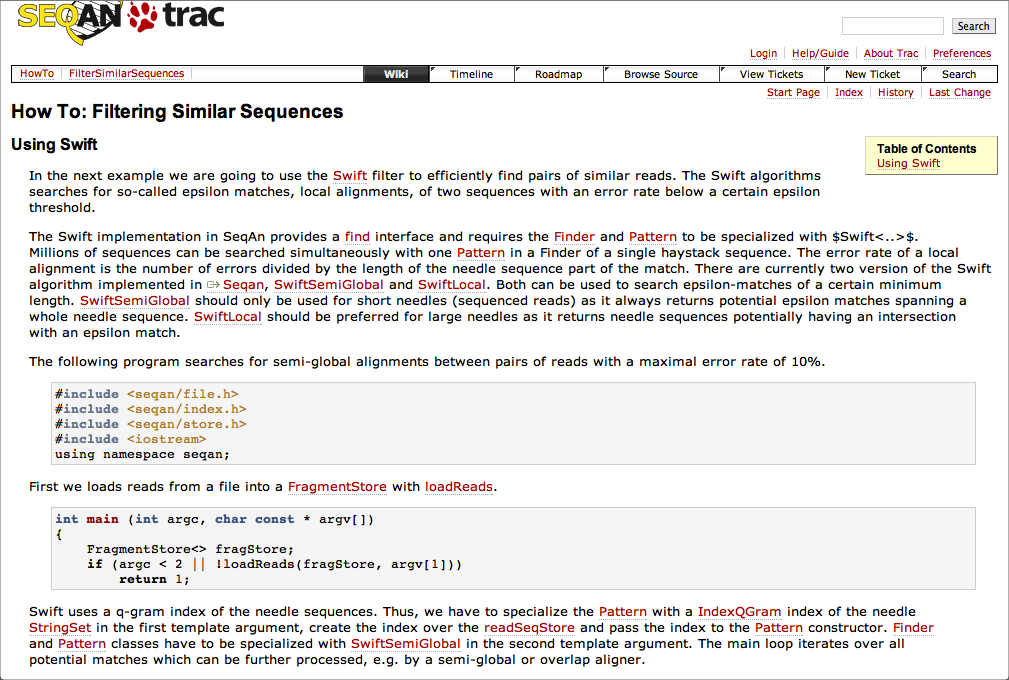 SEQAN trac
Search
Login Help/Guide About Trac Preferences
HowTo FilterSimilarSequences Wiki Timeline Roadmap Browse Source View Tickets New Ticket Search
Start Page Index History Last Change
How To: Filtering Similar Sequences
Using Swift
Table of Contents
Using Swift
In the next example we are going to use the Swift filter to efficiently find pairs of similar reads. The Swift algorithms
searches for so-called epsilon matches, local alignments, of two sequences with an error rate below a certain epsilon
threshold.
The Swift implementation in SeqAn provides a find interface and requires the Finder and Pattern to be specialized with $Swift<..>$.
Millions of sequences can be searched simultaneously with one Pattern in a Finder of a single haystack sequence. The error rate of a local
alignment is the number of errors divided by the length of the needle sequence part of the match. There are currently two version of the Swift
algorithm implemented in Seqan, SwiftSemiGlobal and SwiftLocal. Both can be used to search epsilon-matches of a certain minimum
length. SwiftSemiGlobal should only be used for short needles (sequenced reads) as it always returns potential epsilon matches spanning a
whole needle sequence. SwiftLocal should be preferred for large needles as it returns needle sequences potentially having an intersection
with an epsilon match.
The following program searches for semi-global alignments between pairs of reads with a maximal error rate of 10%.
#include <seqan/file.h>
#include <seqan/index.h>
#include <seqan/store.h>
#include <iostream>
using namespace seqan;
First we loads reads from a file into a FragmentStore with loadReads.
int main (int argc, char const * argv[])
{
FragmentStore<> fragStore;
if (argc < 2 || !loadReads(fragStore, argv[1]))
return 1;
Swift uses a q-gram index of the needle sequences. Thus, we have to specialize the Pattern with a IndexQGram index of the needle
StringSet in the first template argument, create the index over the readSeqStore and pass the index to the Pattern constructor. Finder
and Pattern classes have to be specialized with SwiftSemiGlobal in the second template argument. The main loop iterates over all
potential matches which can be further processed, e.g. by a semi-global or overlap aligner.